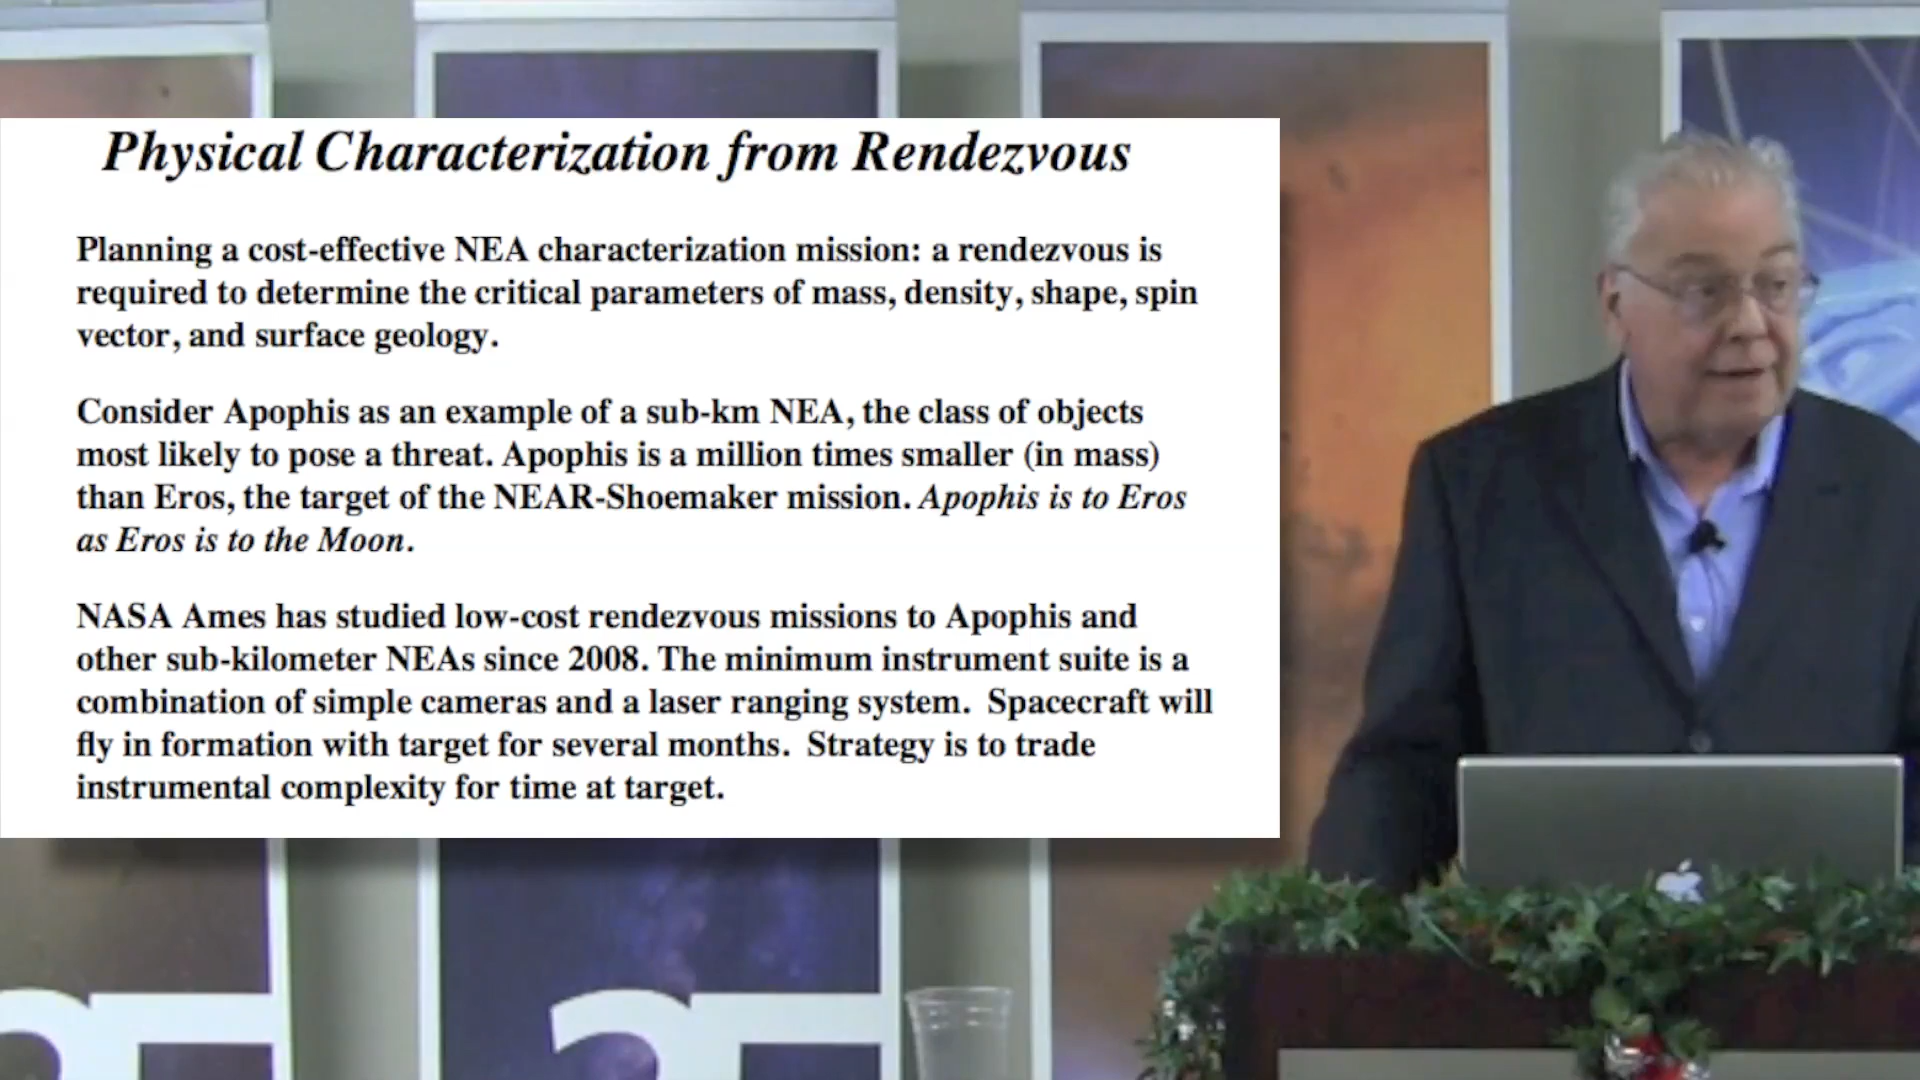 Physical Characterization from Rendezvous
Planning a cost-effective NEA characterization mission: a rendezvous is
required to determine the critical parameters of mass, density, shape, spin
vector, and surface geology.
Consider Apophis as an example of a sub-km NEA, the class of objects
most likely to pose a threat. Apophis is a million times smaller (in mass)
than Eros, the target of the NEAR-Shoemaker mission. Apophis is to Eros
as Eros is to the Moon.
NASA Ames has studied low-cost rendezvous missions to Apophis and
other sub-kilometer NEAs since 2008. The minimum instrument suite is a
combination of simple cameras and a laser ranging system.  Spacecraft will
fly in formation with target for several months.  Strategy is to trade
instrumental complexity for time at target.